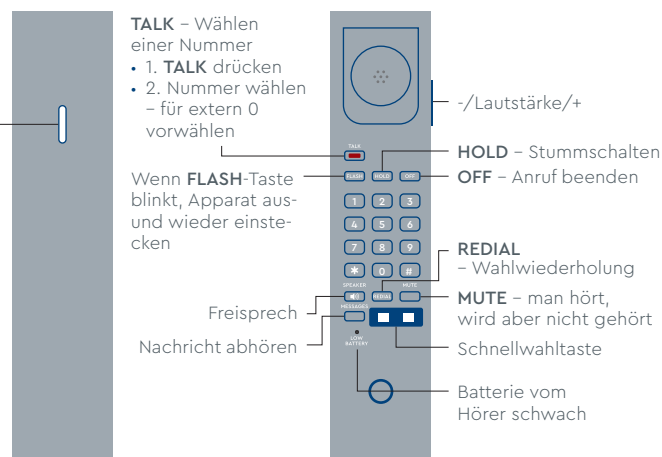 TALK – Wählen
einer Nummer
• 1. TALK drücken
• 2. Nummer wählen
– für extern 0
vorwählen
Wenn FLASH-Taste
blinkt, Apparat aus-
und wieder einste-
cken
Freisprech
Nachricht abhören
TALK
FLASH HOLD OFF
1 2 3
4 5 6
7 8 9
* 0 #
SPEAKER MUTE
REDIAL
MESSAGES
LOW
BATTERY
-/Lautstärke/+
HOLD – Stummschalten
OFF – Anruf beenden
REDIAL
– Wahlwiederholung
MUTE – man hört,
wird aber nicht gehört
Schnellwahltaste
Batterie vom
Hörer schwach